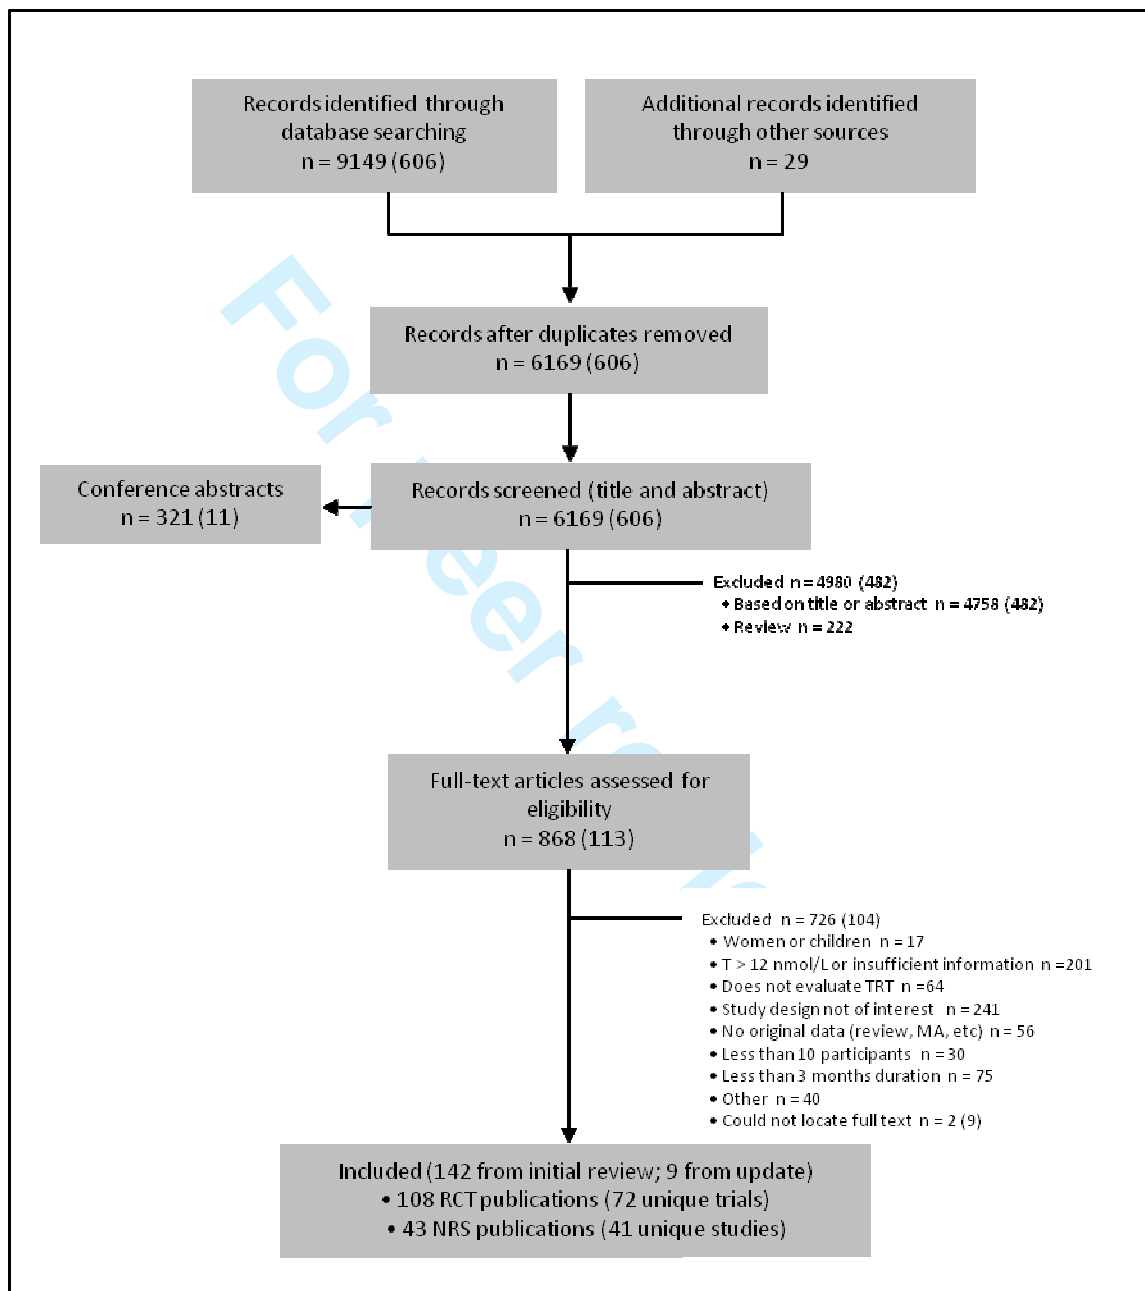 Records identified through
database searching
n = 9149 (606)
Additional records identified
through other sources
n = 29
Records after duplicates removed
n = 6169 (606)
Conference abstracts
n = 321 (11)
Records screened (title and abstract)
n = 6169 (606)
Excluded n = 4980 (482)
• Based on title or abstract n = 4758 (482)
• Review n = 222
Full-text articles assessed for
eligibility
n = 868 (113)
Excluded n = 726 (104)
• Women or children n = 17
• T > 12 nmol/L or insufficient information n =201
• Does not evaluate TRT n =64
• Study design not of interest n = 241
• No original data (review, MA, etc) n = 56
• Less than 10 participants n = 30
• Less than 3 months duration n = 75
• Other n = 40
• Could not locate full text n = 2 (9)
Included (142 from initial review; 9 from update)
• 108 RCT publications (72 unique trials)
• 43 NRS publications (41 unique studies)
For